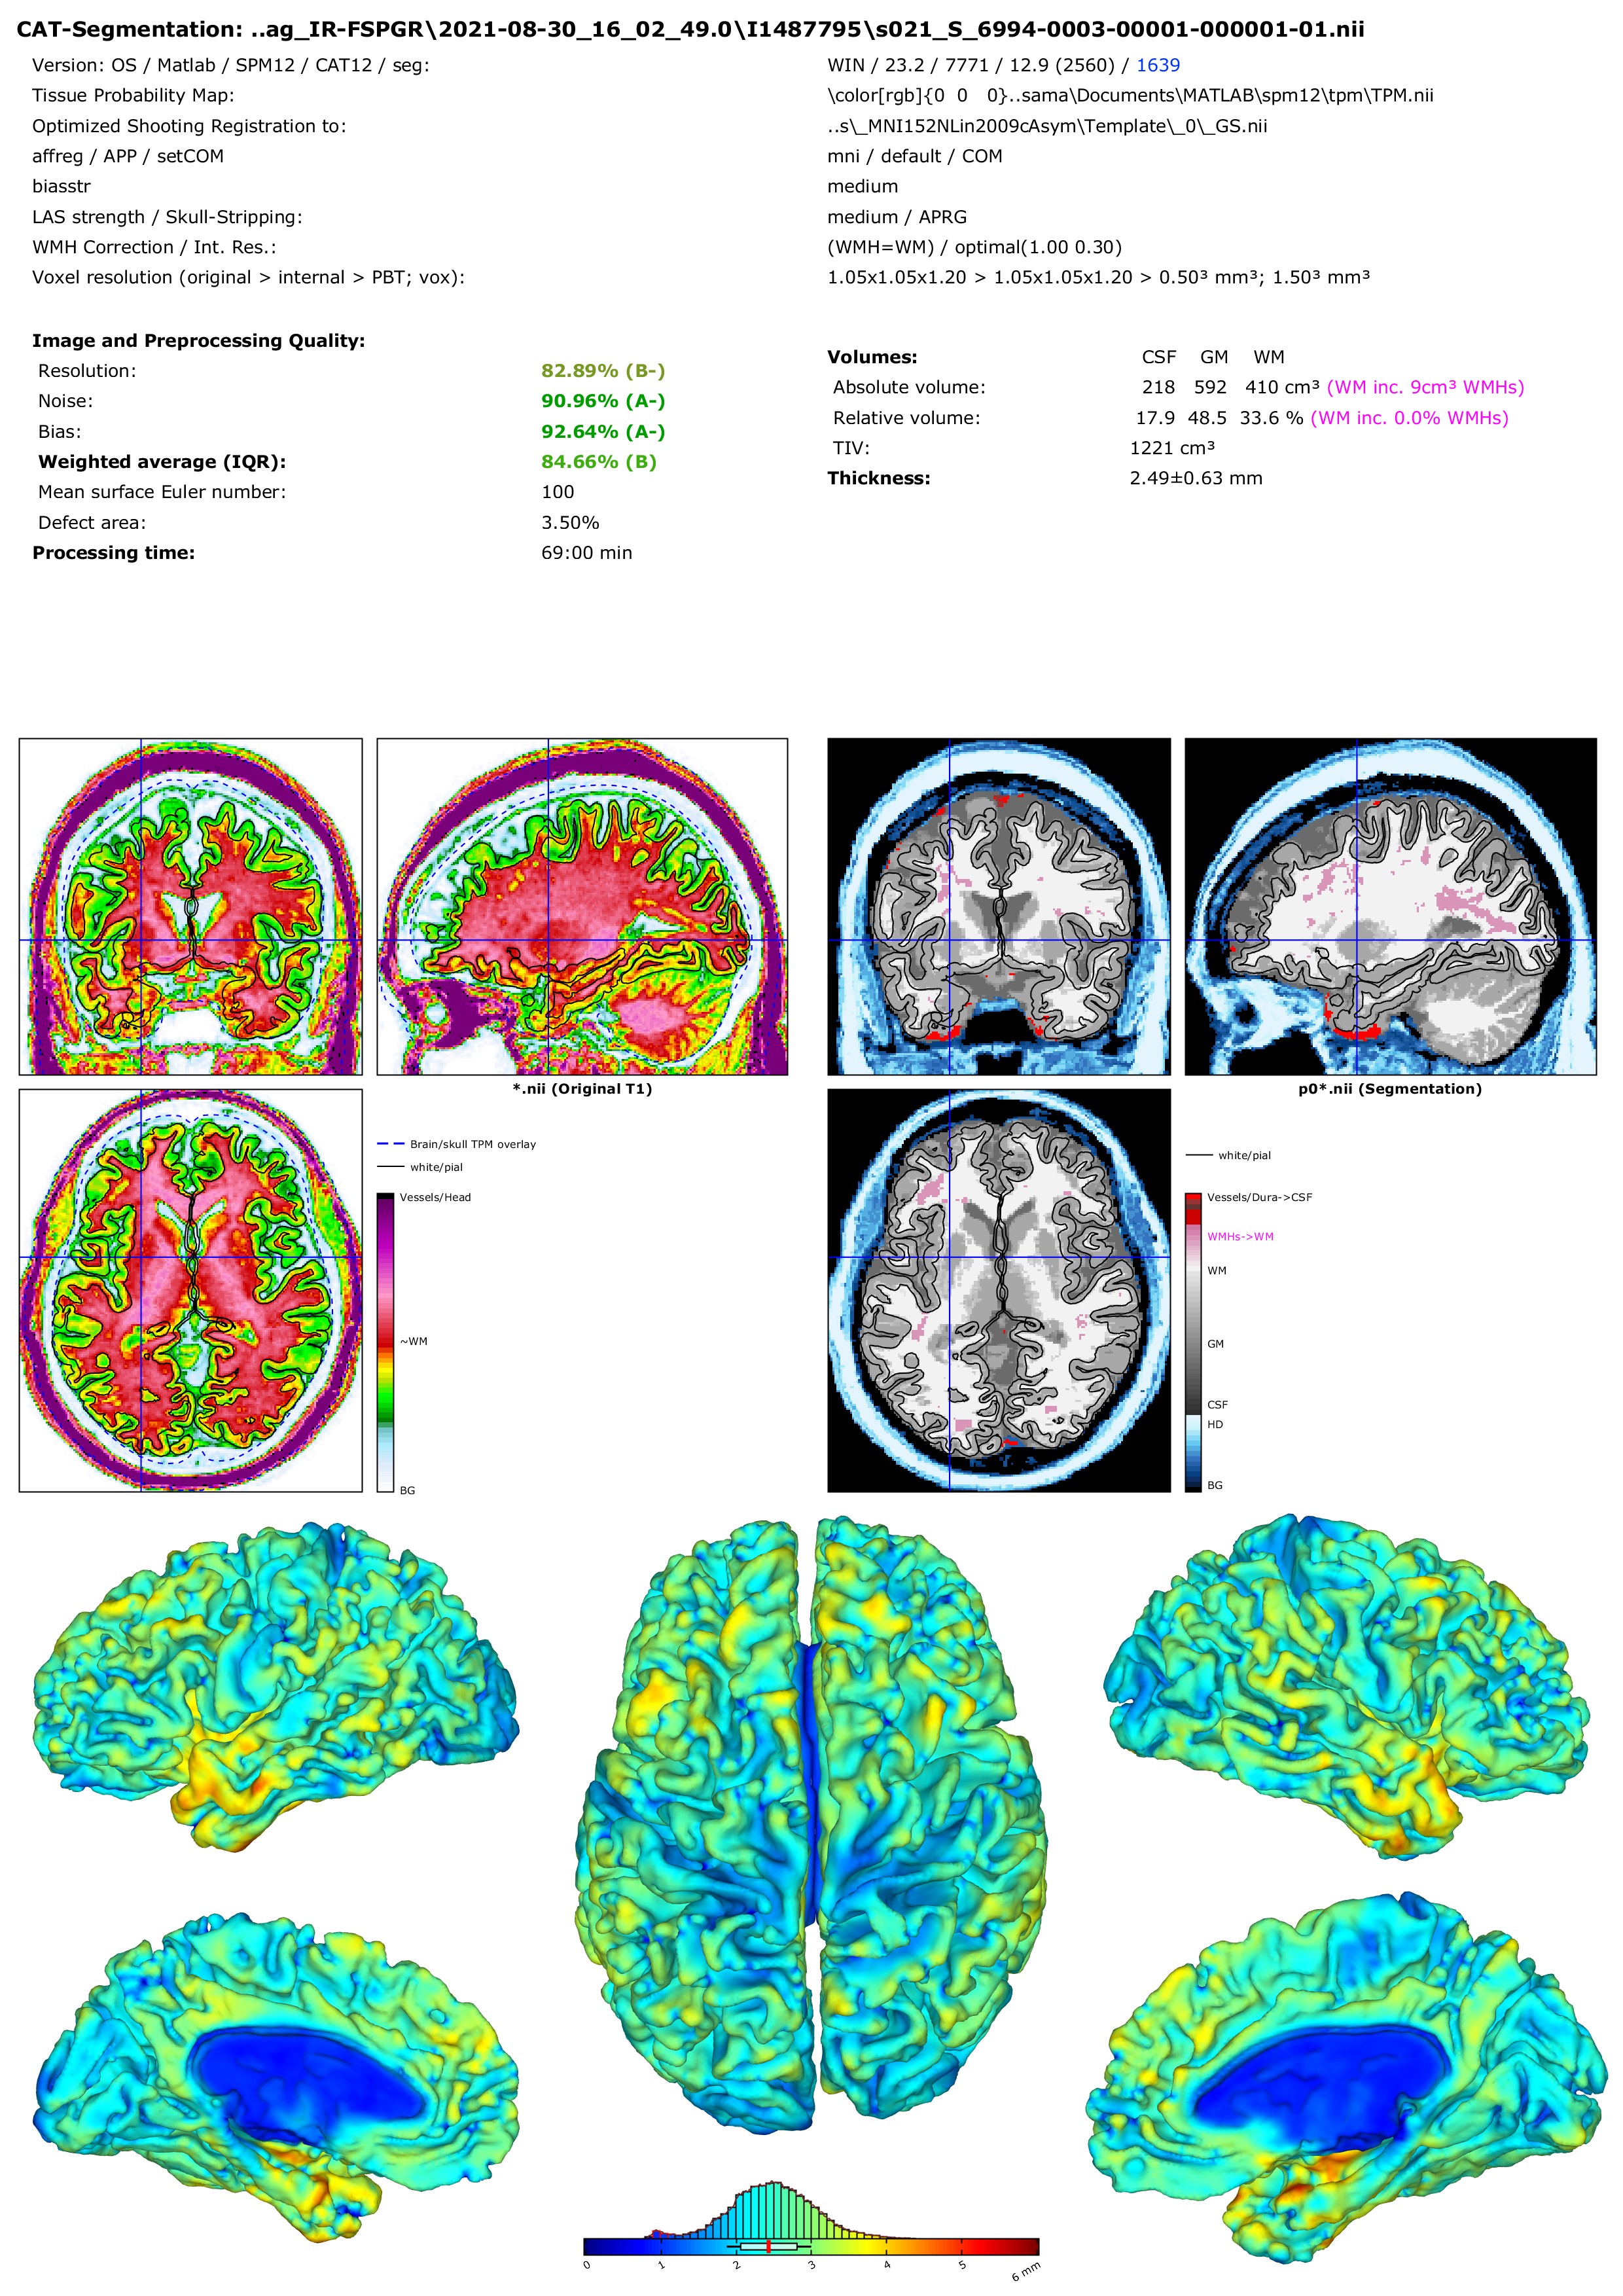 CAT-Segmentation: ..ag_IR-FSPGR\2021-08-30_16_02_49.0\I1487795\s021_S_6994-0003-00001-000001-01.nii
Version: OS / Matlab / SPM12 / CAT12 / seg: WIN / 23.2 / 7771 / 12.9 (2560) / 1639
Tissue Probability Map: \color[rgb]{0 0 0}..sama\Documents\MATLAB\spm12\tpm\TPM.nii
Optimized Shooting Registration to: ..s\_MNI152NLin2009cAsym\Template\_0\_GS.nii
affreg / APP / setCOM mni / default / COM
biasstr medium
LAS strength / Skull-Stripping: medium / APRG
WMH Correction / Int. Res.: (WMH=WM) / optimal(1.00 0.30)
Voxel resolution (original > internal > PBT; vox): 1.05x1.05x1.20 > 1.05x1.05x1.20 > 0.50³ mm³; 1.50³ mm³
Image and Preprocessing Quality:
Resolution: 82.89% (B-)
Noise: 90.96% (A-)
Bias: 92.64% (A-)
Weighted average (IQR): 84.66% (B)
Mean surface Euler number: 100
Defect area: 3.50%
Processing time: 69:00 min
Volumes: CSF GM WM
Absolute volume: 218 592 410 cm³ (WM inc. 9cm³ WMHs)
Relative volume: 17.9 48.5 33.6 % (WM inc. 0.0% WMHs)
TIV: 1221 cm³
Thickness: 2.49±0.63 mm
*.nii (Original T1)
Brain/skull TPM overlay
white/pial
Vessels/Head
~WM
BG
p0*.nii (Segmentation)
white/pial
Vessels/Dura->CSF
WMHs->WM
WM
GM
CSF
HD
BG
0 1 2 3 4 5 6 mm